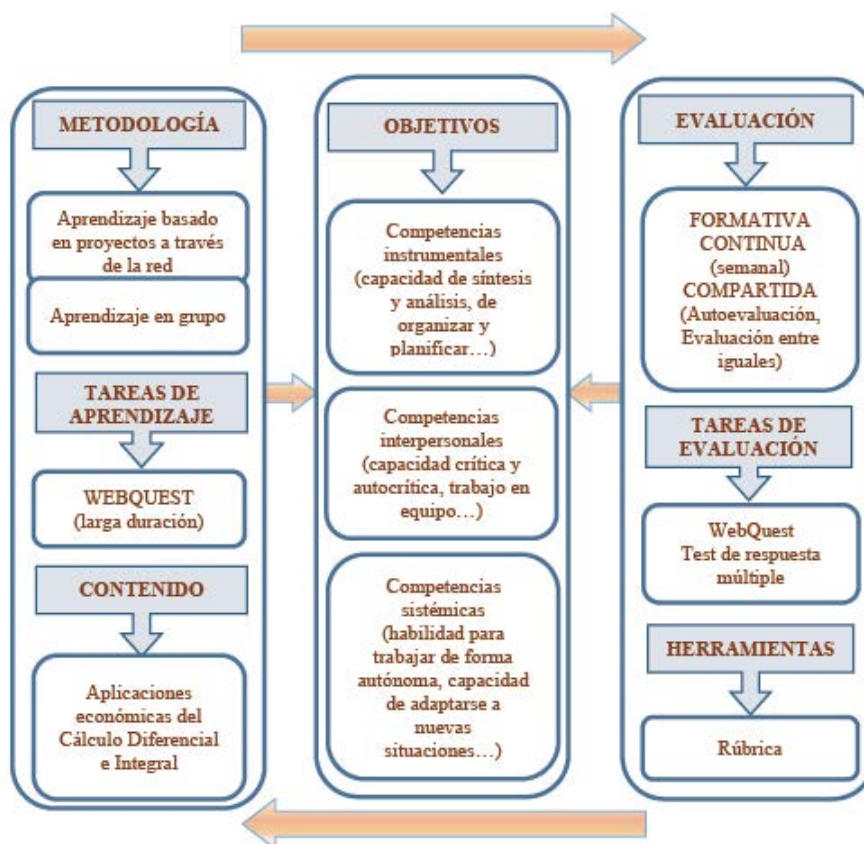 METODOLOGÍA
Aprendizaje basado
en proyectos a través
de la red
Aprendizaje en grupo
TAREAS DE
APRENDIZAJE
WEBQUEST
(larga duración)
CONTENIDO
Aplicaciones
económicas del
Cálculo Diferencial
e Integral
OBJETIVOS
Competencias
instrumentales
(capacidad de síntesis
y análisis, de
organizar y
planificar…)
Competencias
interpersonales
(capacidad crítica y
autocrítica, trabajo en
equipo…)
Competencias
sistémicas
(habilidad para
trabajar de forma
autónoma, capacidad
de adaptarse a
nuevas
situaciones…)
EVALUACIÓN
FORMATIVA
CONTINUA
(semanal)
COMPARTIDA
(Autoevaluación,
Evaluación entre
iguales)
TAREAS DE
EVALUACIÓN
WebQuest
Test de respuesta
múltiple
HERRAMIENTAS
Rúbrica